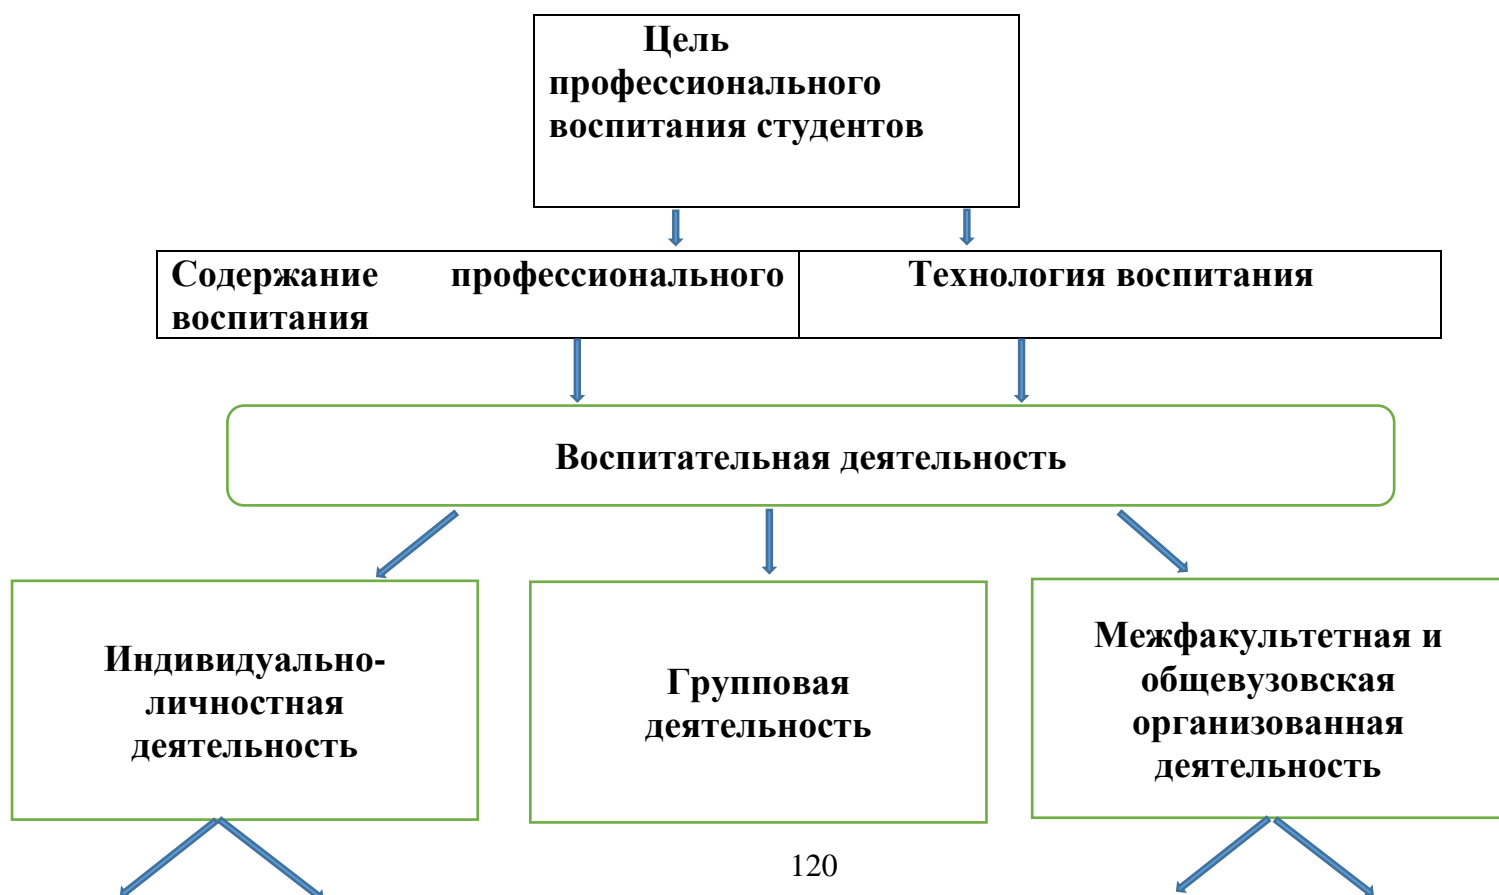 Цель
профессионального
воспитания студентов
Содержание профессионального
воспитания
Технология воспитания
Воспитательная деятельность
Индивидуально-
личностная
деятельность
Групповая
деятельность
Межфакультетная и
общевузовская
организованная
деятельность
120